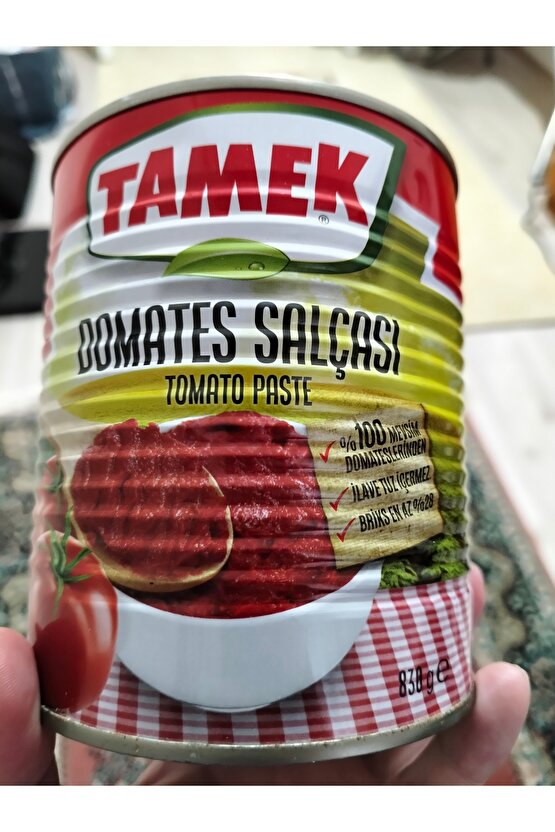 TAMEK
®
DOMATES SALÇASI
TOMATO PASTE
%100 MEVSİM
DOMATESLERİNDEN
İLAVE TUZ İÇERMEZ
BRİKS EN AZ %28
830 g e